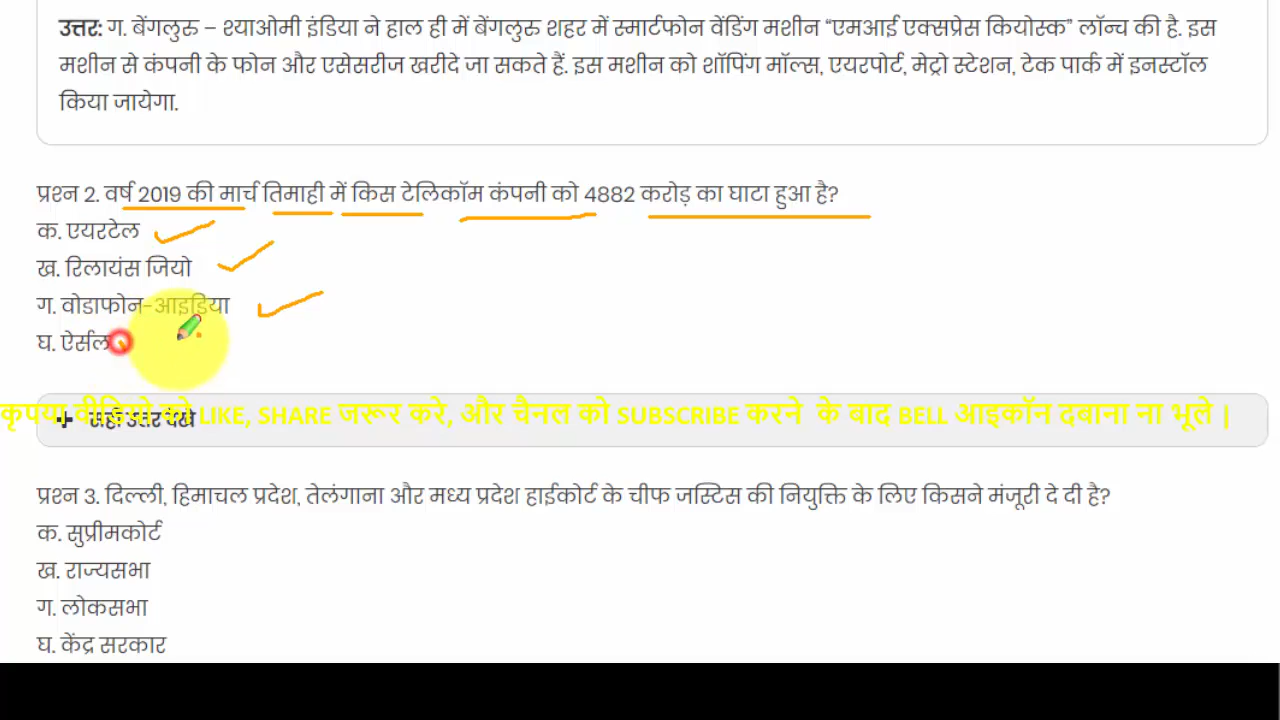 उत्तर: ग. बेंगलुरु – श्याओमी इंडिया ने हाल ही में बेंगलुरु शहर में स्मार्टफोन वेंडिंग मशीन “एमआई एक्सप्रेस कियोस्क” लॉन्च की है. इस
मशीन से कंपनी के फोन और एसेसरीज खरीदे जा सकते हैं. इस मशीन को शॉपिंग मॉल्स, एयरपोर्ट, मेट्रो स्टेशन, टेक पार्क में इनस्टॉल
किया जायेगा.
प्रश्न 2. वर्ष 2019 की मार्च तिमाही में किस टेलिकॉम कंपनी को 4882 करोड़ का घाटा हुआ है?
क. एयरटेल
ख. रिलायंस जियो
ग. वोडाफोन-आइडिया
घ. ऐर्सल
कृपया वीडियो को LIKE, SHARE जरूर करे, और चैनल को SUBSCRIBE करने के बाद BELL आइकॉन दबाना ना भूले |
+ सही उत्तर देखे
प्रश्न 3. दिल्ली, हिमाचल प्रदेश, तेलंगाना और मध्य प्रदेश हाईकोर्ट के चीफ जस्टिस की नियुक्ति के लिए किसने मंजूरी दे दी है?
क. सुप्रीमकोर्ट
ख. राज्यसभा
ग. लोकसभा
घ. केंद्र सरकार